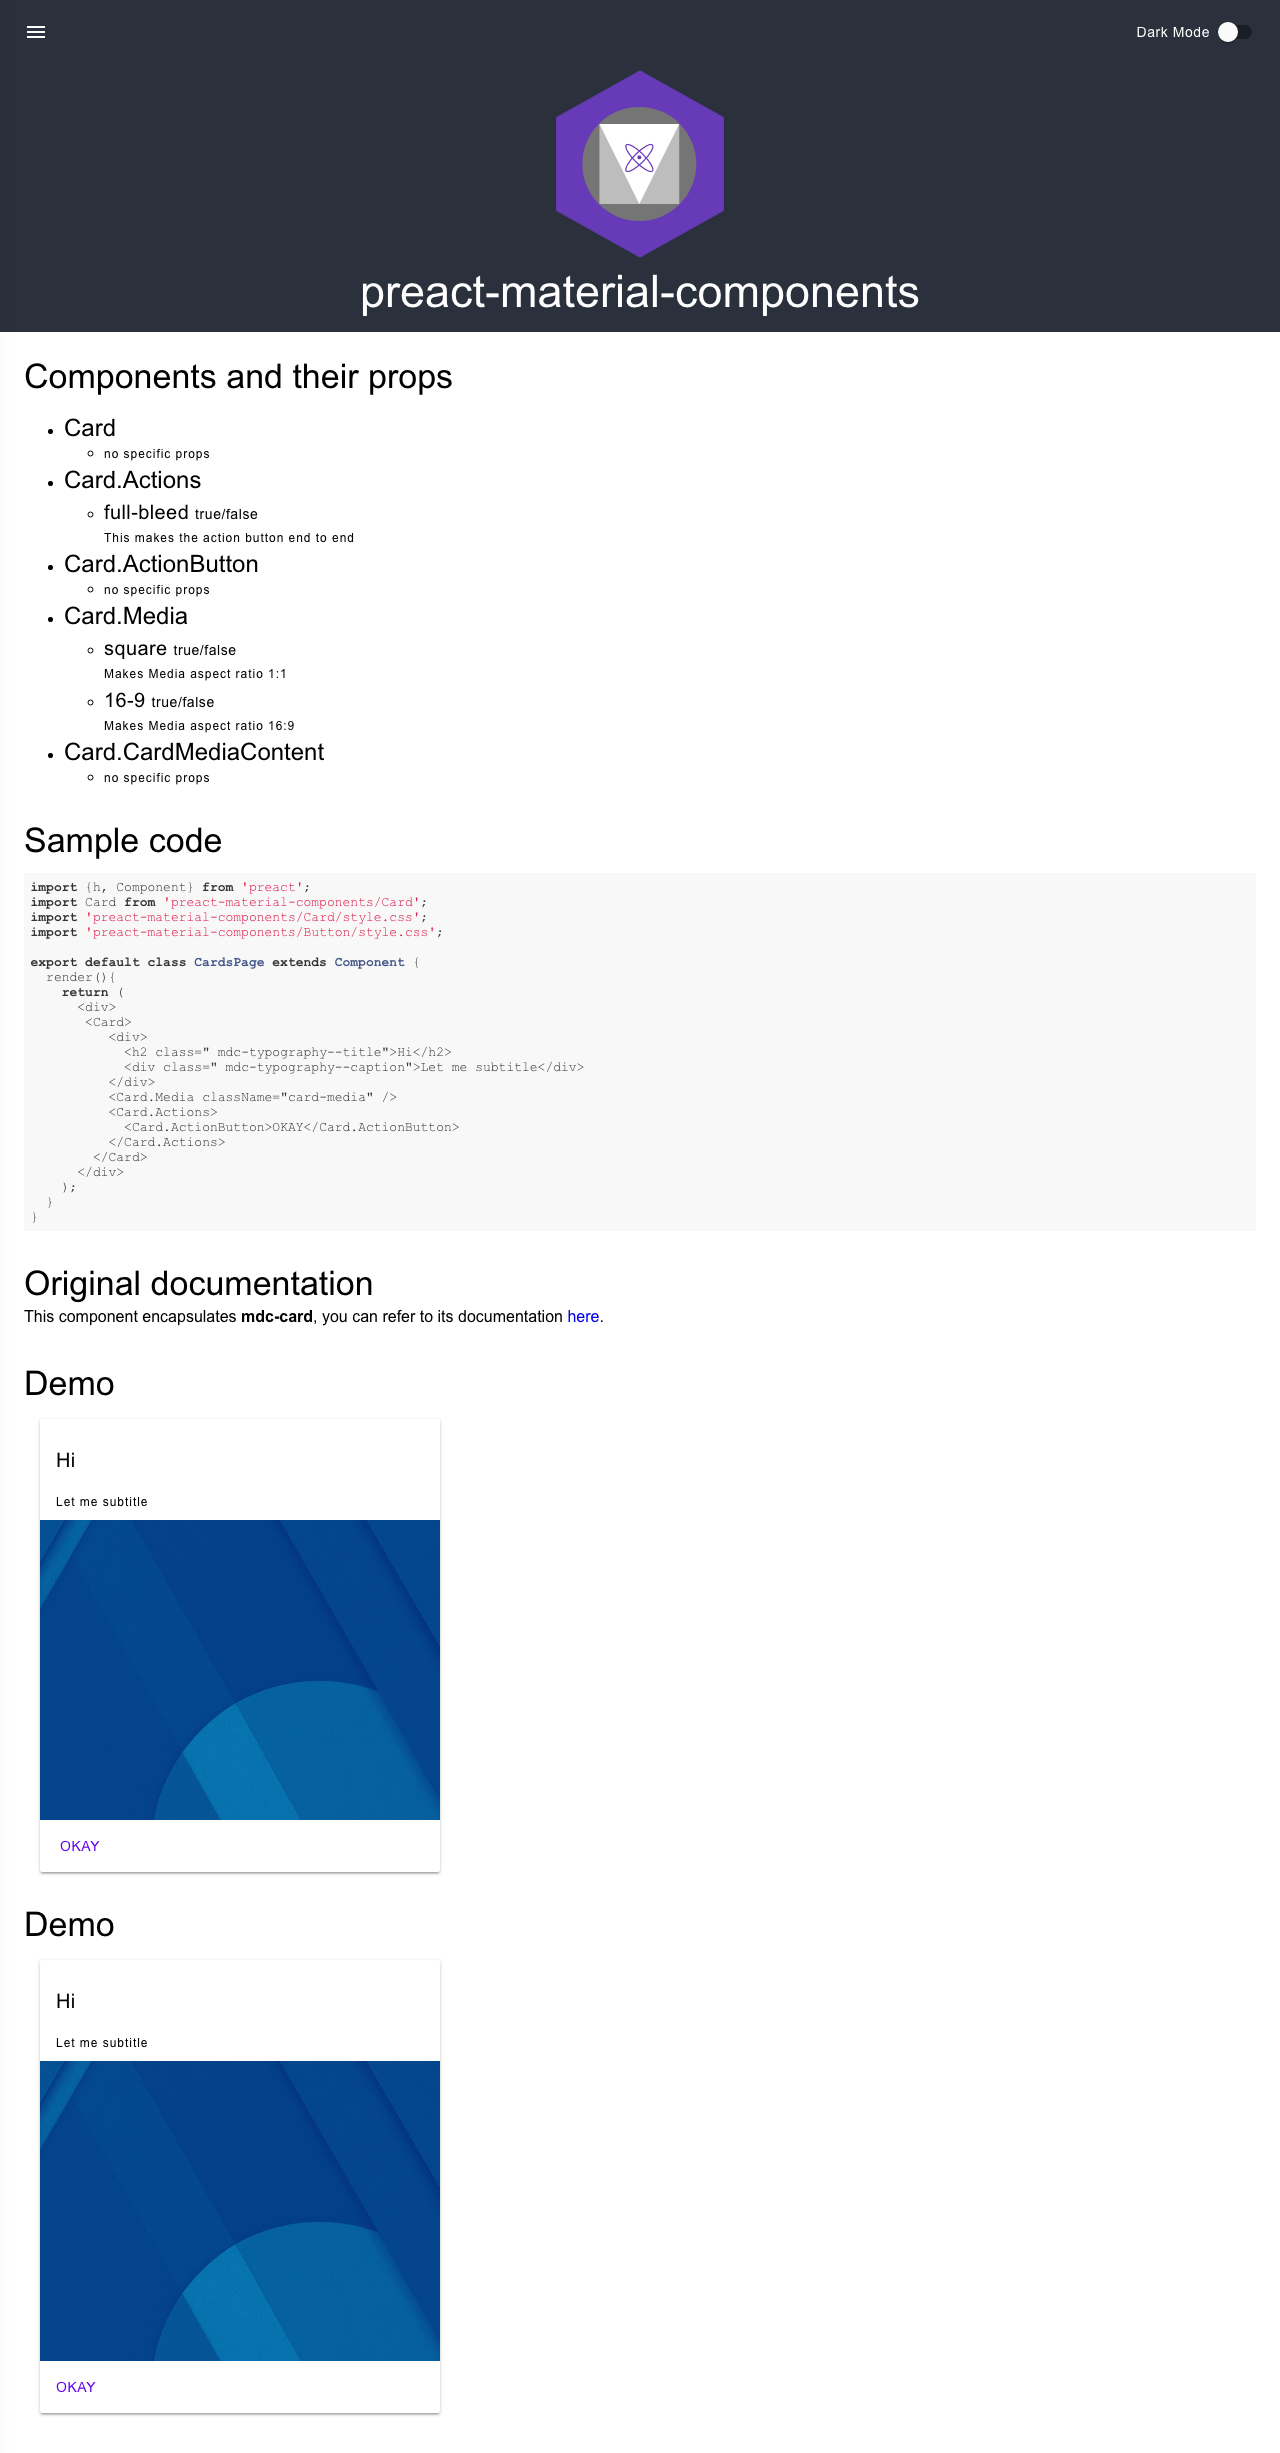 Dark Mode
preact-material-components
Components and their props
Card
no specific props
Card.Actions
full-bleed true/false
This makes the action button end to end
Card.ActionButton
no specific props
Card.Media
square true/false
Makes Media aspect ratio 1:1
16-9 true/false
Makes Media aspect ratio 16:9
Card.CardMediaContent
no specific props
Sample code
import {h, Component} from 'preact';
import Card from 'preact-material-components/Card';
import 'preact-material-components/Card/style.css';
import 'preact-material-components/Button/style.css';

export default class CardsPage extends Component {
  render(){
    return (
      <div>
       <Card>
          <div>
            <h2 class=" mdc-typography--title">Hi</h2>
            <div class=" mdc-typography--caption">Let me subtitle</div>
          </div>
          <Card.Media className="card-media" />
          <Card.Actions>
            <Card.ActionButton>OKAY</Card.ActionButton>
          </Card.Actions>
        </Card>
      </div>
    );
  }
}
Original documentation
This component encapsulates mdc-card, you can refer to its documentation here.
Demo
Hi
Let me subtitle
OKAY
Demo
Hi
Let me subtitle
OKAY